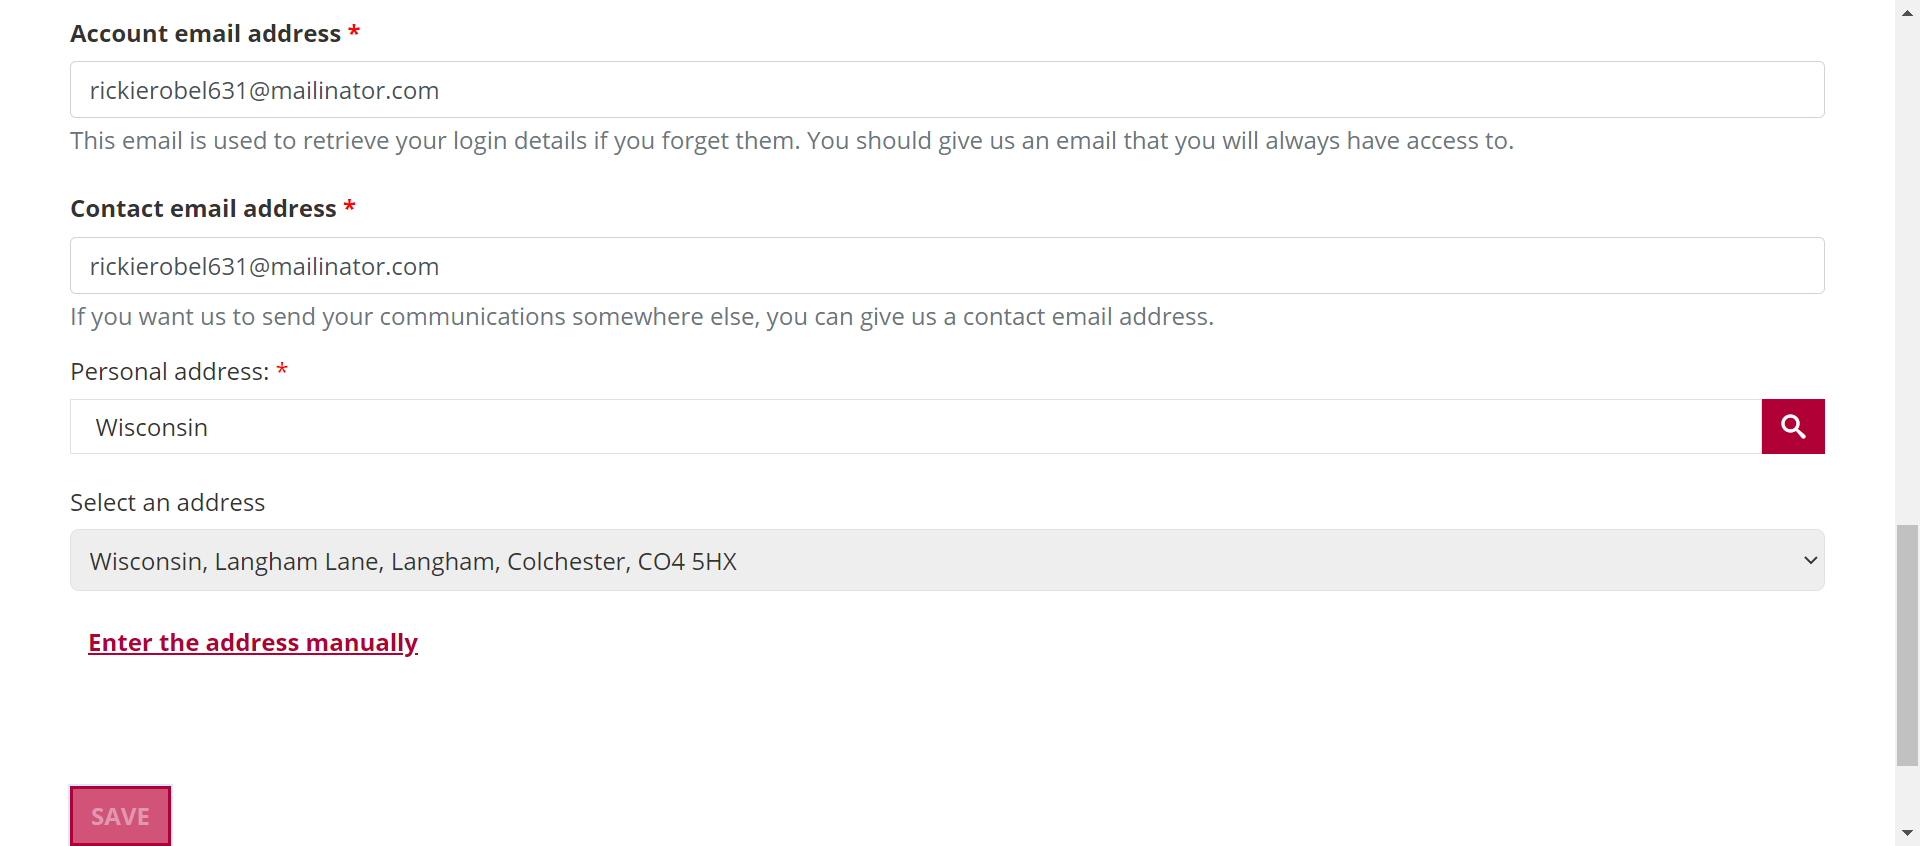 Account email address *
rickierobel631@mailinator.com
This email is used to retrieve your login details if you forget them. You should give us an email that you will always have access to.
Contact email address *
rickierobel631@mailinator.com
If you want us to send your communications somewhere else, you can give us a contact email address.
Personal address: *
Wisconsin
Select an address
Wisconsin, Langham Lane, Langham, Colchester, CO4 5HX
Enter the address manually
SAVE